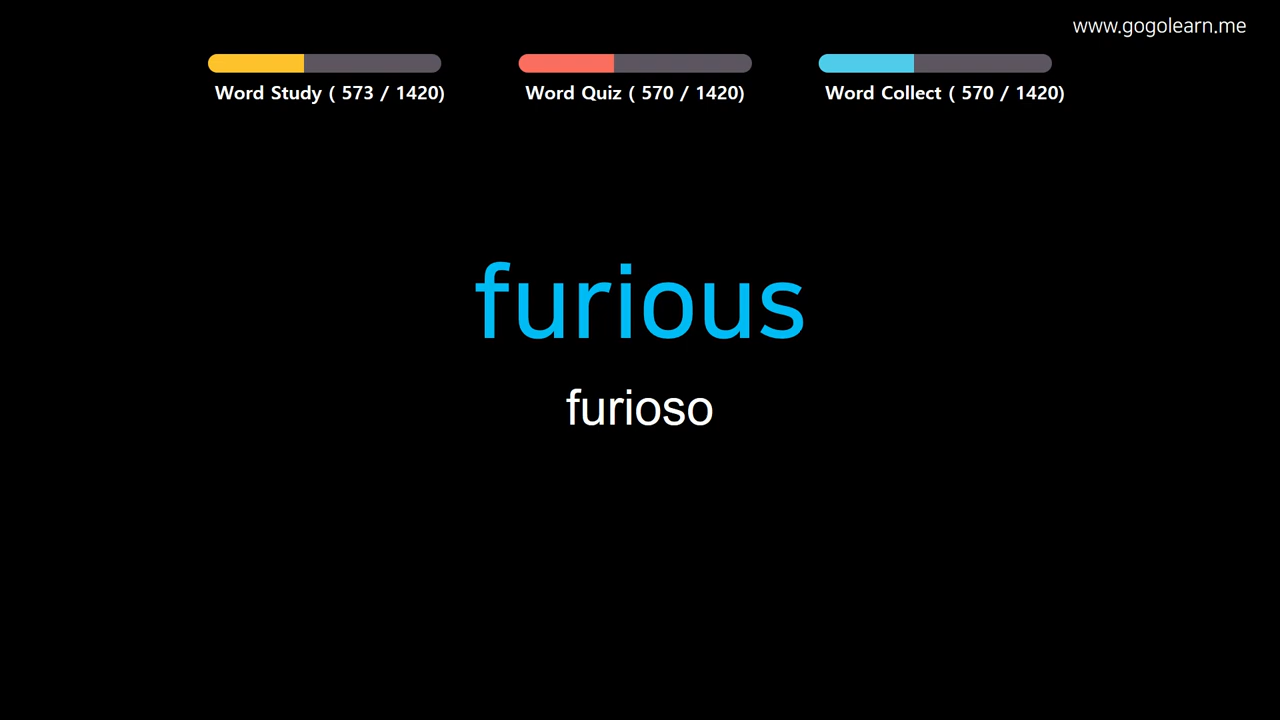 www.gogolearn.me
Word Study ( 573 / 1420)
Word Quiz ( 570 / 1420)
Word Collect ( 570 / 1420)
furious
furioso